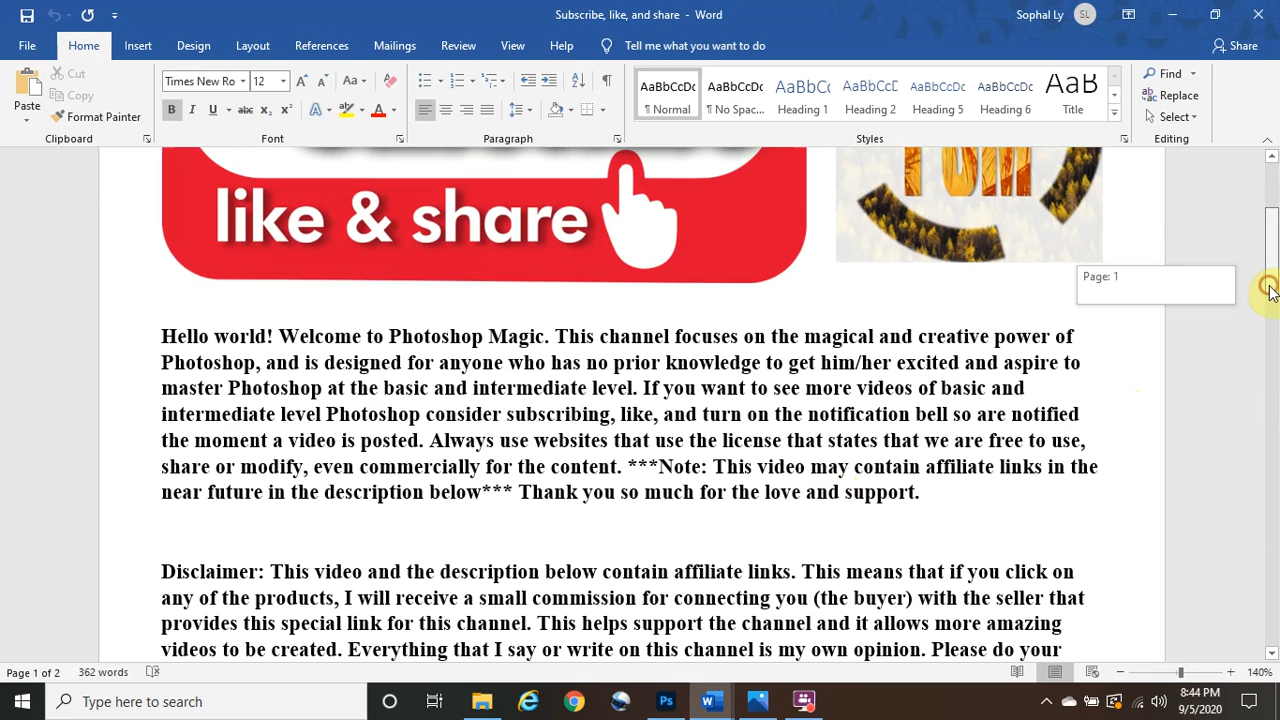 Subscribe, like, and share - Word
Sophal Ly
SL
File Home Insert Design Layout References Mailings Review View Help Tell me what you want to do Share
Paste
Cut
Copy
Format Painter
Clipboard
Times New Ro 12
Font
Paragraph
AaBbCcDc AaBbCcDc AaBbCc AaBbCc AaBbCcDc AaBbCcDc AaB
¶ Normal ¶ No Spac... Heading 1 Heading 2 Heading 5 Heading 6 Title
Styles
Find
Replace
Select
Editing
like & share
Page: 1
Hello world! Welcome to Photoshop Magic. This channel focuses on the magical and creative power of
Photoshop, and is designed for anyone who has no prior knowledge to get him/her excited and aspire to
master Photoshop at the basic and intermediate level. If you want to see more videos of basic and
intermediate level Photoshop consider subscribing, like, and turn on the notification bell so are notified
the moment a video is posted. Always use websites that use the license that states that we are free to use,
share or modify, even commercially for the content. ***Note: This video may contain affiliate links in the
near future in the description below*** Thank you so much for the love and support.
Disclaimer: This video and the description below contain affiliate links. This means that if you click on
any of the products, I will receive a small commission for connecting you (the buyer) with the seller that
provides this special link for this channel. This helps support the channel and it allows more amazing
videos to be created. Everything that I say or write on this channel is my own opinion. Please do your
Page 1 of 2 362 words 140%
Type here to search
8:44 PM
9/5/2020